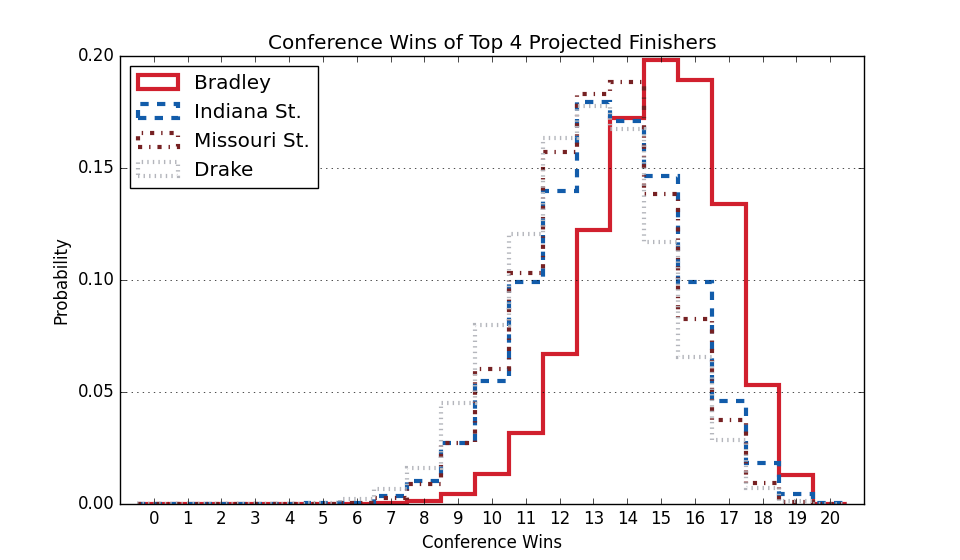 Conference Wins of Top 4 Projected Finishers
0.20
0.15
0.10
0.05
0.00
Probability
Bradley
Indiana St.
Missouri St.
Drake
0 1 2 3 4 5 6 7 8 9 10 11 12 13 14 15 16 17 18 19 20
Conference Wins